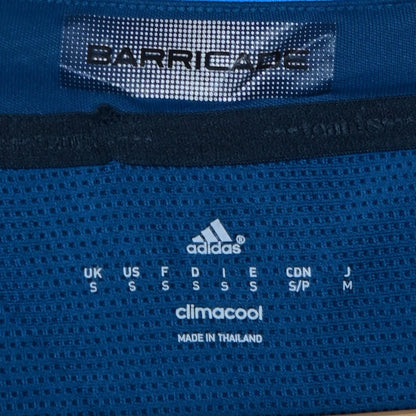 BARRICADE
adidas®
UK US F D I E CDN J
S S S S S S S/P M
climacool
MADE IN THAILAND